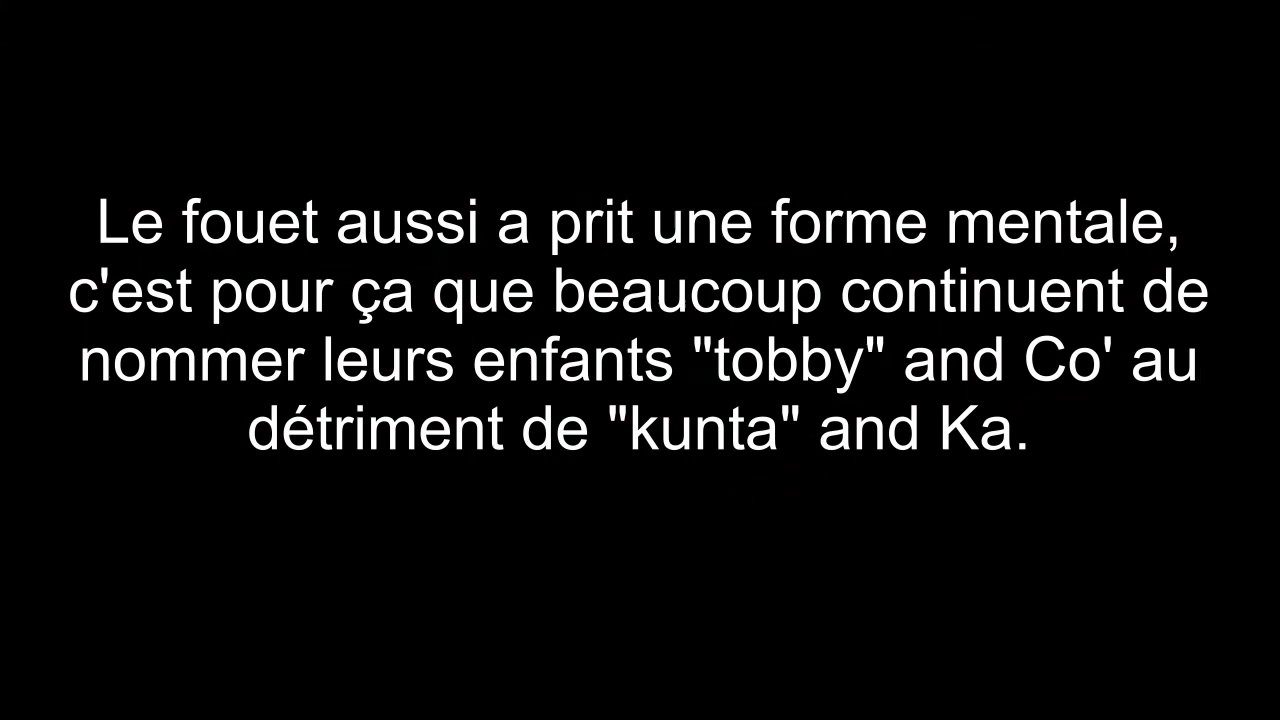 Le fouet aussi a prit une forme mentale,
c'est pour ça que beaucoup continuent de
nommer leurs enfants "tobby" and Co' au
détriment de "kunta" and Ka.